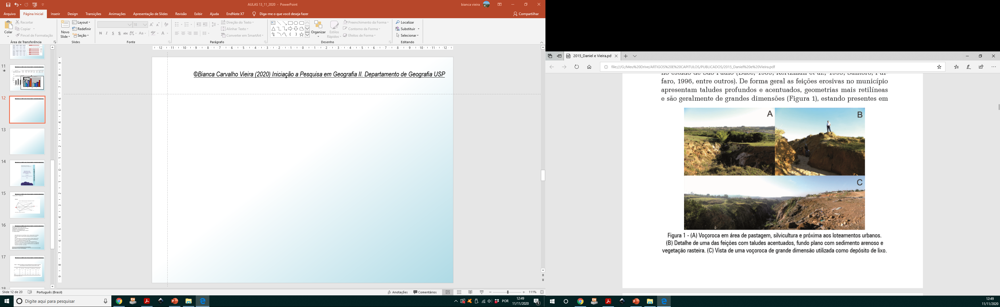 AULAS 13_11_2020 - PowerPoint
bianca vieira
Arquivo
Página Inicial
Inserir
Design
Transições
Animações
Apresentação de Slides
Revisão
Exibir
Ajuda
EndNote X7
Diga-me o que você deseja fazer
Compartilhar
Colar
Recortar
Copiar
Pincel de Formatação
Área de Transferência
Novo
Slide
Layout
Redefinir
Seção
Slides
18
N I S S abc AV Aa A
Fonte
Direção do Texto
Alinhar Texto
Converter em SmartArt
Parágrafo
Organizar
Estilos
Rápidos
Preenchimento da Forma
Contorno da Forma
Efeitos de Forma
Desenho
Localizar
Substituir
Selecionar
Editando
11
12
13
14
15
16
17
18
©Bianca Carvalho Vieira (2020) Iniciação a Pesquisa em Geografia II. Departamento de Geografia USP
Slide 12 de 20
Português (Brasil)
Anotações
Comentários
111%
Digite aqui para pesquisar
POR
12:49
11/11/2020
2015_Daniel e Vieira.pd
file:///G:/Meu%20Drive/ARTIGOS%20E%20CAPITULOS/PUBLICADOS/2015_Daniel%20e%20Vieira.pdf
faro, 1996, entre outros). De forma geral as feições erosivas no município
apresentam taludes profundos e acentuados, geometrias mais retilíneas
e são geralmente de grandes dimensões (Figura 1), estando presentes em
A
B
C
Figura 1 - (A) Voçoroca em área de pastagem, silvicultura e próxima aos loteamentos urbanos.
(B) Detalhe de uma das feições com taludes acentuados, fundo plano com sedimento arenoso e
vegetação rasteira. (C) Vista de uma voçoroca de grande dimensão utilizada como depósito de lixo.
12:49
11/11/2020